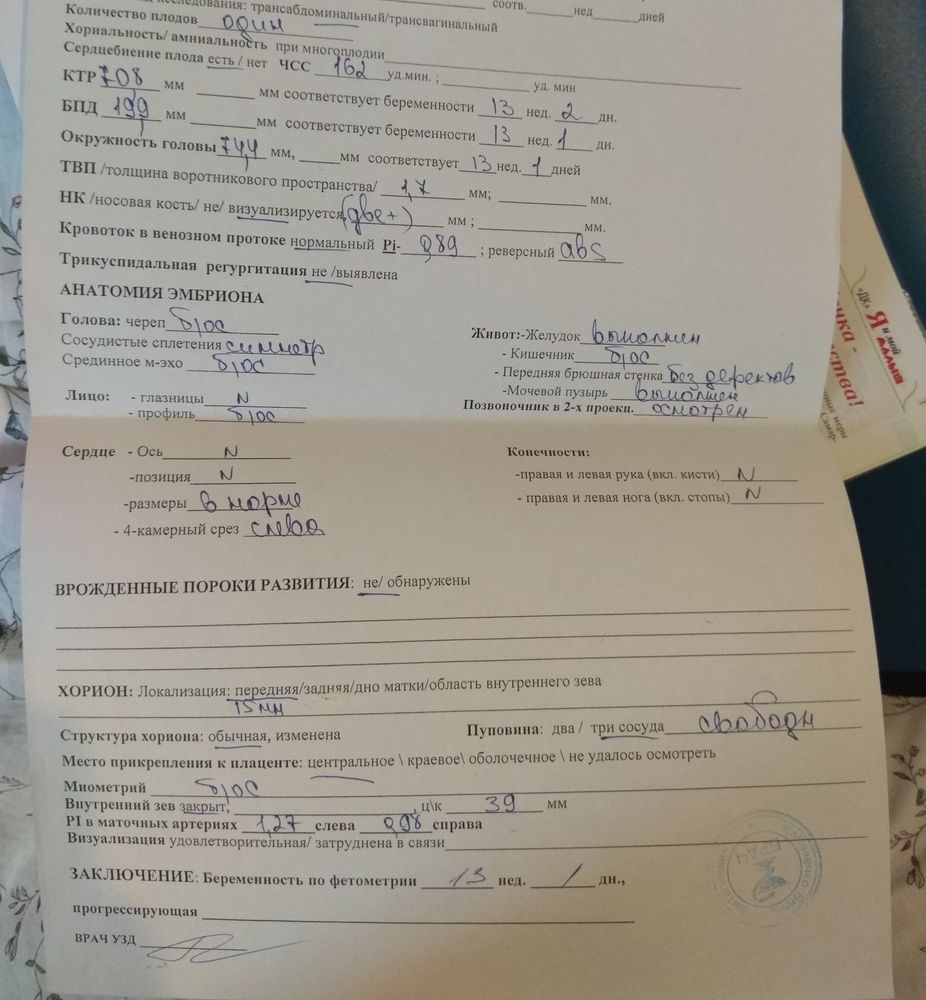 исследования: трансабдоминальный/трансвагинальный
соотв. нед дней
Количество плодов один
Хориальность/ амниальность при многоплодии
Сердцебиение плода есть / нет ЧСС 162 уд.мин. ; уд. мин
КТР 70,8 мм мм соответствует беременности 13 нед. 2 дн.
БПД 19,9 мм мм соответствует беременности 13 нед. 1 дн.
Окружность головы 74,4 мм, мм соответствует 13 нед. 1 дней
ТВП /толщина воротникового пространства/ 1,7 мм; мм.
НК /носовая кость/ не/ визуализируется, (две+) мм ; мм.
Кровоток в венозном протоке нормальный Pi- 0,89 ; реверсный abs
Трикуспидальная регургитация не /выявлена
АНАТОМИЯ ЭМБРИОНА
Голова: череп б/ос
Сосудистые сплетения симметр
Срединное м-эхо б/ос
Лицо: - глазницы N
- профиль б/ос
Живот:-Желудок выполнен
- Кишечник б/ос
- Передняя брюшная стенка без дефектов
-Мочевой пузырь выполнен
Позвоночник в 2-х проекц. осмотрен
Сердце - Ось N
-позиция N
-размеры в норме
- 4-камерный срез слева
Конечности:
-правая и левая рука (вкл. кисти) N
- правая и левая нога (вкл. стопы) N
ВРОЖДЕННЫЕ ПОРОКИ РАЗВИТИЯ: не/ обнаружены
ХОРИОН: Локализация: передняя/задняя/дно матки/область внутреннего зева
15 мм
Структура хориона: обычная, изменена
Пуповина: два / три сосуда свободн
Место прикрепления к плаценте: центральное \ краевое\ оболочечное \ не удалось осмотреть
Миометрий б/ос
Внутренний зев закрыт, , ц\к 39 мм
PI в маточных артериях 1,27 слева 0,98 справа
Визуализация удовлетворительная/ затруднена в связи
ЗАКЛЮЧЕНИЕ: Беременность по фетометрии 13 нед. 1 дн.,
прогрессирующая
ВРАЧ УЗД
«ДК» Я и мой малыш